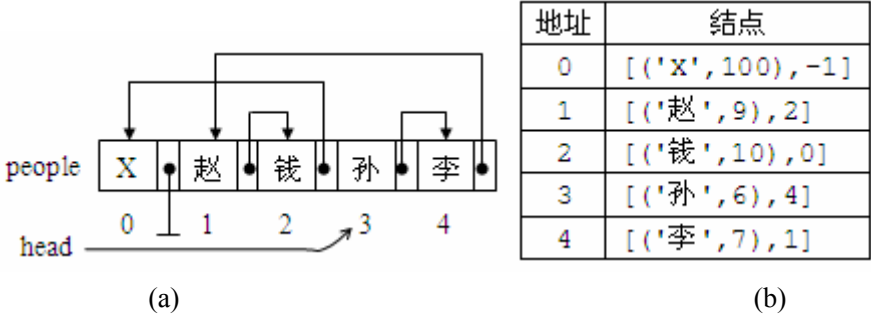 people X 赵 钱 孙 李
0 1 2 3 4
head
(a)
地址 结点
0 [('X',100),-1]
1 [('赵',9),2]
2 [('钱',10),0]
3 [('孙',6),4]
4 [('李',7),1]
(b)